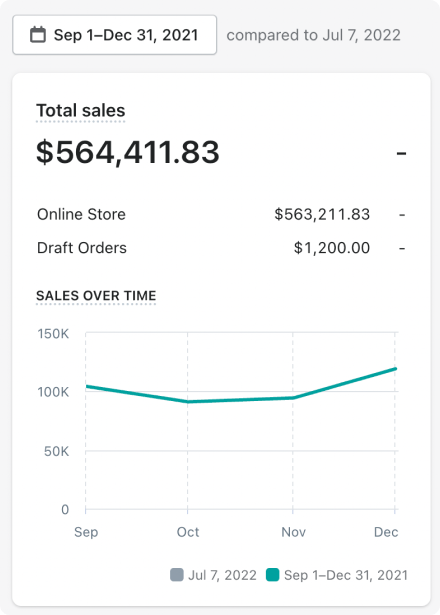 Sep 1–Dec 31, 2021 compared to Jul 7, 2022
Total sales
$564,411.83 -
Online Store $563,211.83 -
Draft Orders $1,200.00 -
SALES OVER TIME
150K
100K
50K
0
Sep Oct Nov Dec
Jul 7, 2022 Sep 1–Dec 31, 2021